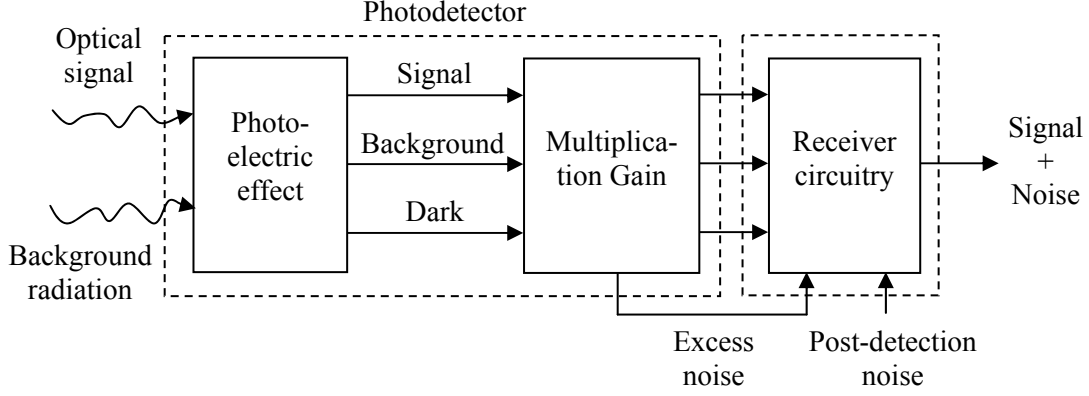 Photodetector
Optical
signal
Background
radiation
Photo-
electric
effect
Signal
Background
Dark
Multiplica-
tion Gain
Receiver
circuitry
Signal
+
Noise
Excess
noise
Post-detection
noise